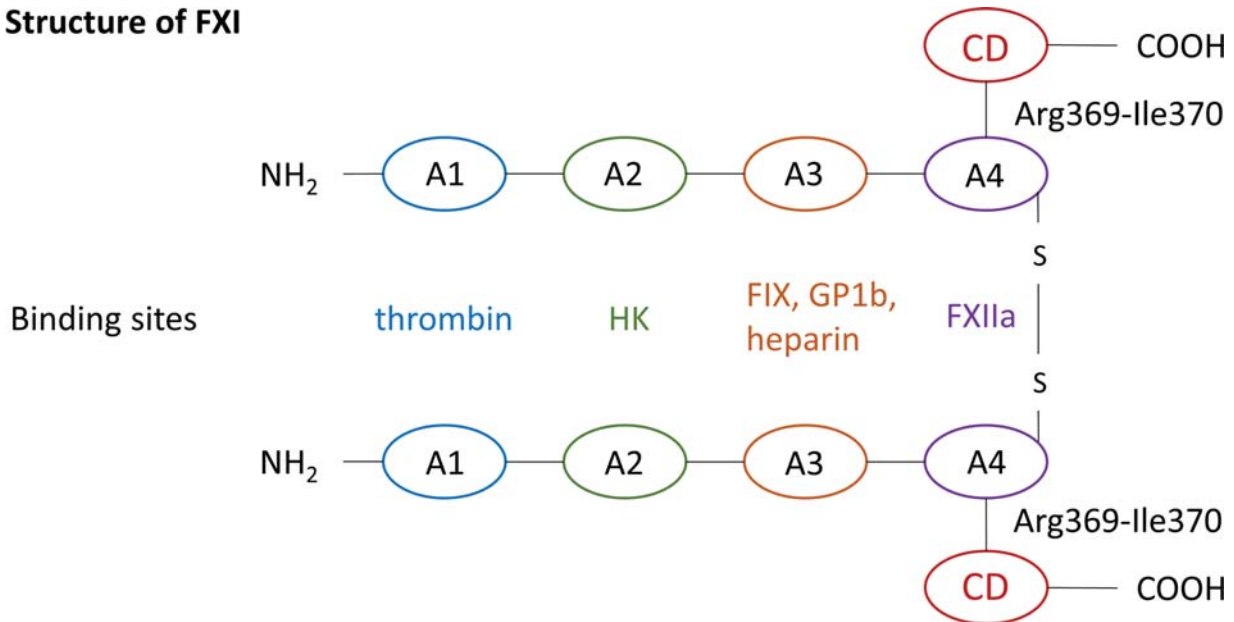 Structure of FXI
CD COOH
Arg369-Ile370
NH2 A1 A2 A3 A4
S
Binding sites thrombin HK FIX, GP1b, heparin FXIIa
S
NH2 A1 A2 A3 A4
Arg369-Ile370
CD COOH